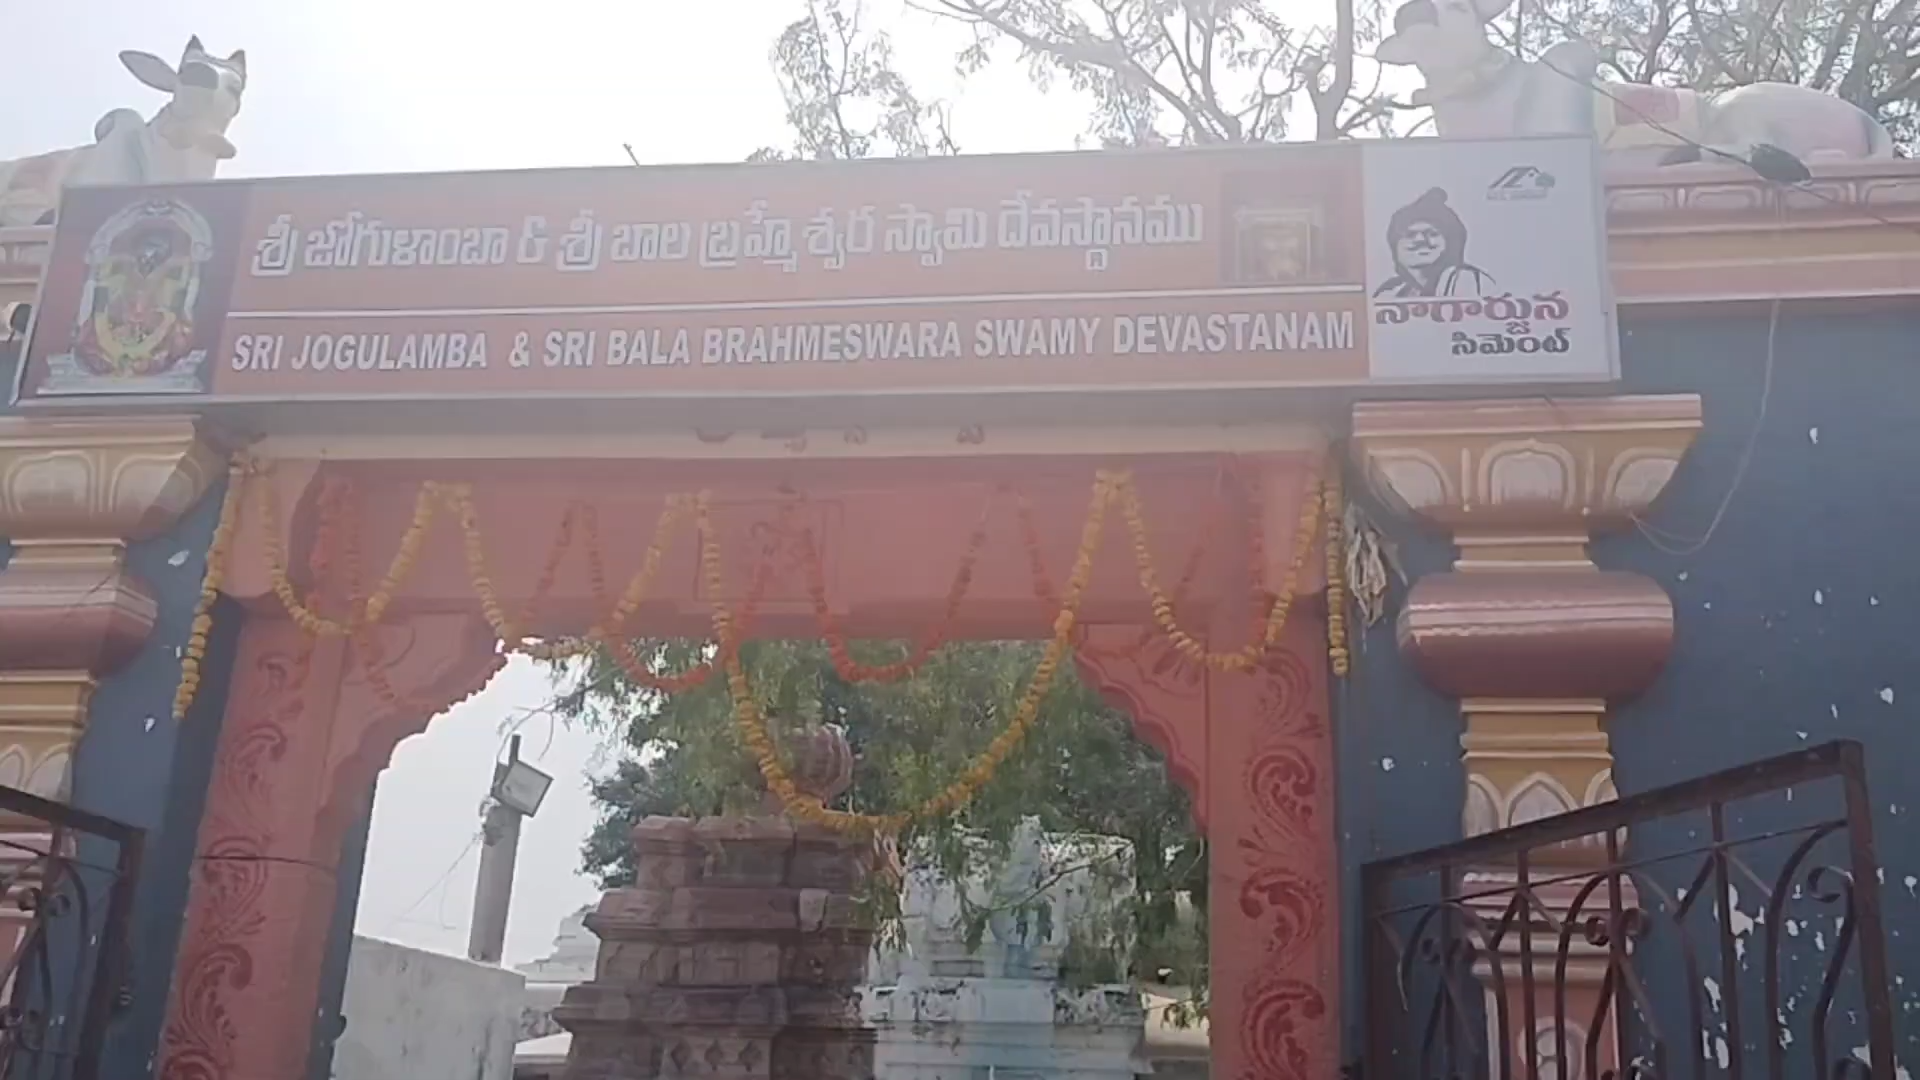 శ్రీ జోగుళాంబా & శ్రీ బాల బ్రహ్మేశ్వర స్వామి దేవస్థానము
SRI JOGULAMBA & SRI BALA BRAHMESWARA SWAMY DEVASTANAM
నాగార్జున
సిమెంట్